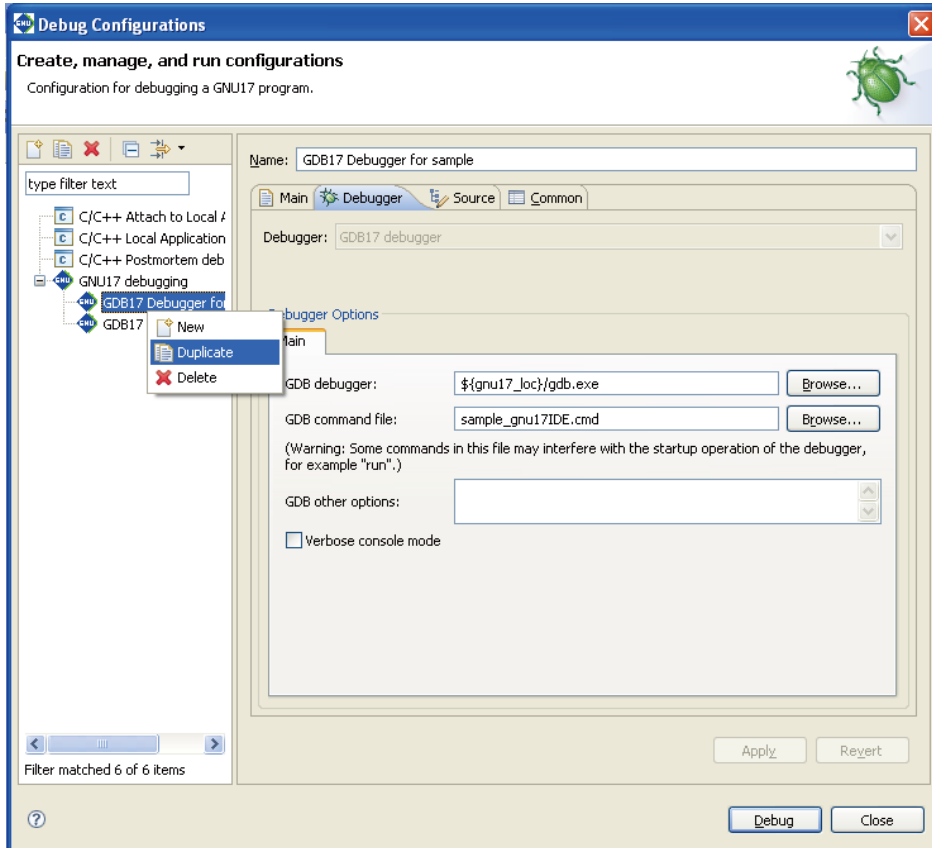 Debug Configurations
Create, manage, and run configurations
Configuration for debugging a GNU17 program.
type filter text
C/C++ Attach to Local
C/C++ Local Application
C/C++ Postmortem deb
GNU17 debugging
GDB17 Debugger fo
GDB17
New
Duplicate
Delete
Filter matched 6 of 6 items
Name: GDB17 Debugger for sample
Main Debugger Source Common
Debugger: GDB17 debugger
ebugger Options
Main
GDB debugger: ${gnu17_loc}/gdb.exe Browse...
GDB command file: sample_gnu17IDE.cmd Browse...
(Warning: Some commands in this file may interfere with the startup operation of the debugger,
for example "run".)
GDB other options:
Verbose console mode
Apply Revert
Debug Close